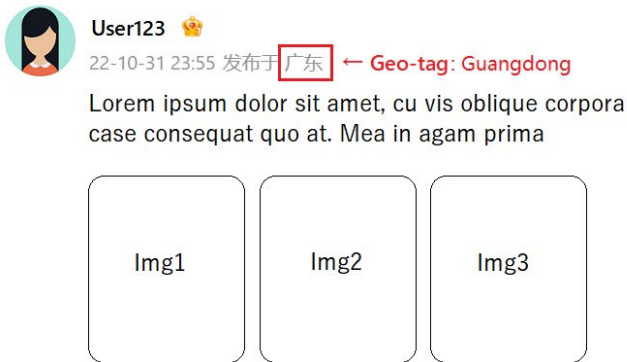 User123
22-10-31 23:55 发布于 广东 ← Geo-tag: Guangdong
Lorem ipsum dolor sit amet, cu vis oblique corpora
case consequat quo at. Mea in agam prima
Img1 Img2 Img3